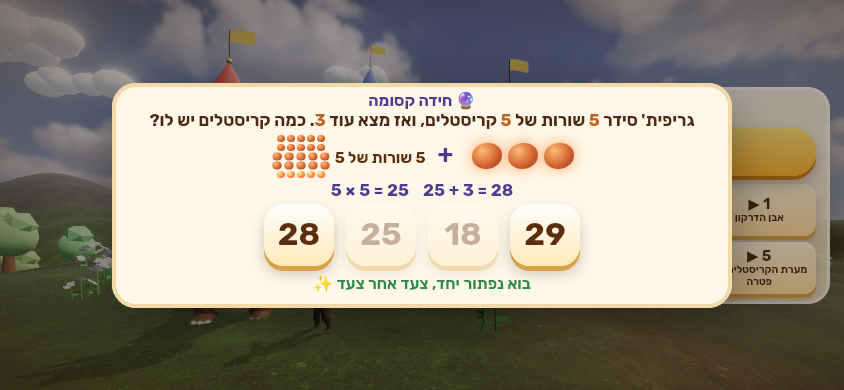 🔮 חידה קסומה
גריפית' סידר 5 שורות של 5 קריסטלים, ואז מצא עוד 3. כמה קריסטלים יש לו?
+ 5 שורות של 5
5 × 5 = 25   25 + 3 = 28
28 25 18 29
בוא נפתור יחד, צעד אחר צעד ✨
▶ 1
אבן הדרקון
▶ 5
מערת הקריסטלים
פטרה